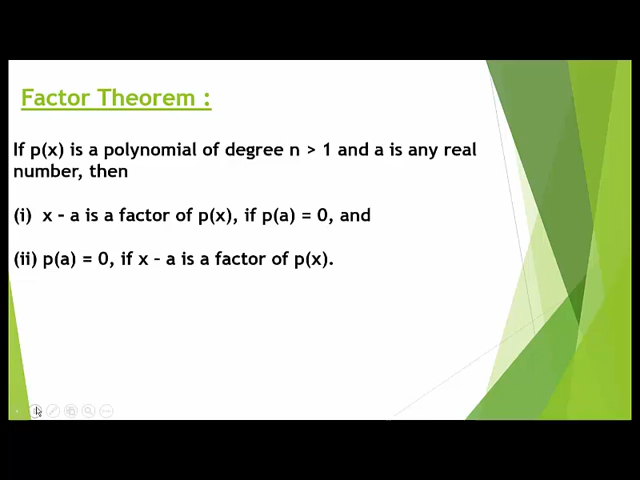 Factor Theorem :
If p(x) is a polynomial of degree n > 1 and a is any real
number, then
(i) x – a is a factor of p(x), if p(a) = 0, and
(ii) p(a) = 0, if x – a is a factor of p(x).